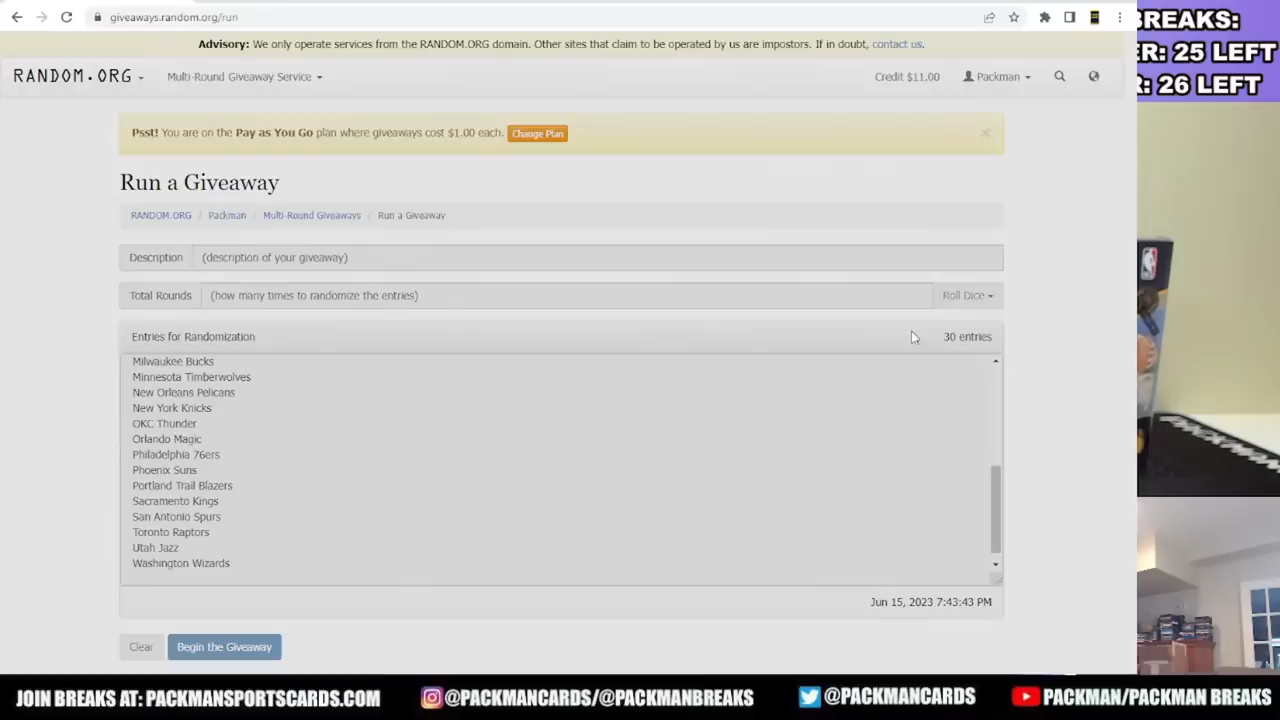 giveaways.random.org/run
BREAKS:
R: 25 LEFT
R: 26 LEFT
Advisory: We only operate services from the RANDOM.ORG domain. Other sites that claim to be operated by us are impostors. If in doubt, contact us.
RANDOM.ORG
Multi-Round Giveaway Service
Credit $11.00
Packman
Psst! You are on the Pay as You Go plan where giveaways cost $1.00 each. Change Plan
Run a Giveaway
RANDOM.ORG / Packman / Multi-Round Giveaways / Run a Giveaway
Description (description of your giveaway)
Total Rounds (how many times to randomize the entries) Roll Dice
Entries for Randomization 30 entries
Milwaukee Bucks
Minnesota Timberwolves
New Orleans Pelicans
New York Knicks
OKC Thunder
Orlando Magic
Philadelphia 76ers
Phoenix Suns
Portland Trail Blazers
Sacramento Kings
San Antonio Spurs
Toronto Raptors
Utah Jazz
Washington Wizards
Jun 15, 2023 7:43:43 PM
Clear Begin the Giveaway
JOIN BREAKS AT: PACKMANSPORTSCARDS.COM @PACKMANCARDS/@PACKMANBREAKS @PACKMANCARDS PACKMAN/PACKMAN BREAKS